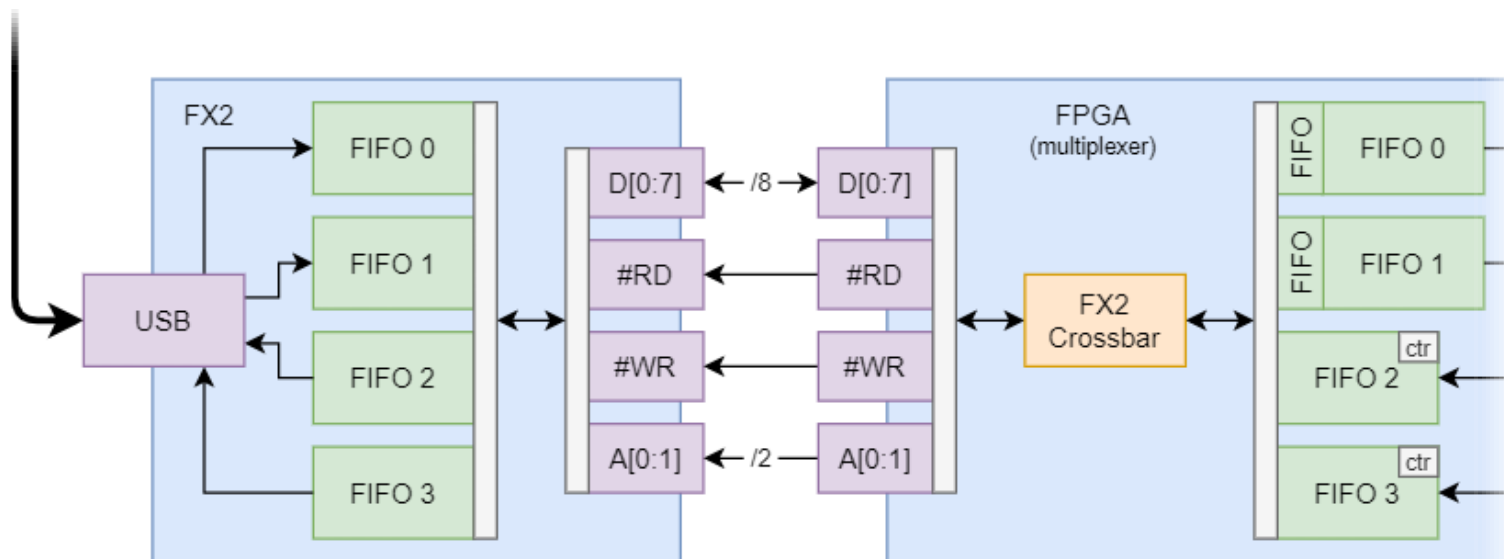 FX2
FIFO 0
FIFO 1
FIFO 2
FIFO 3
USB
D[0:7]
#RD
#WR
A[0:1]
/8
/2
D[0:7]
#RD
#WR
A[0:1]
FPGA
(multiplexer)
FX2
Crossbar
FIFO
FIFO 0
FIFO
FIFO 1
ctr
FIFO 2
ctr
FIFO 3